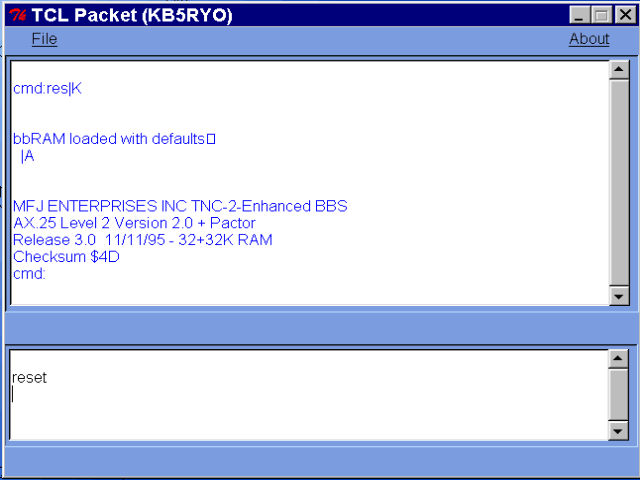 TCL Packet (KB5RYO)
File About
cmd:res|K
bbRAM loaded with defaults▯
|A
MFJ ENTERPRISES INC TNC-2-Enhanced BBS
AX.25 Level 2 Version 2.0 + Pactor
Release 3.0 11/11/95 - 32+32K RAM
Checksum $4D
cmd:
reset